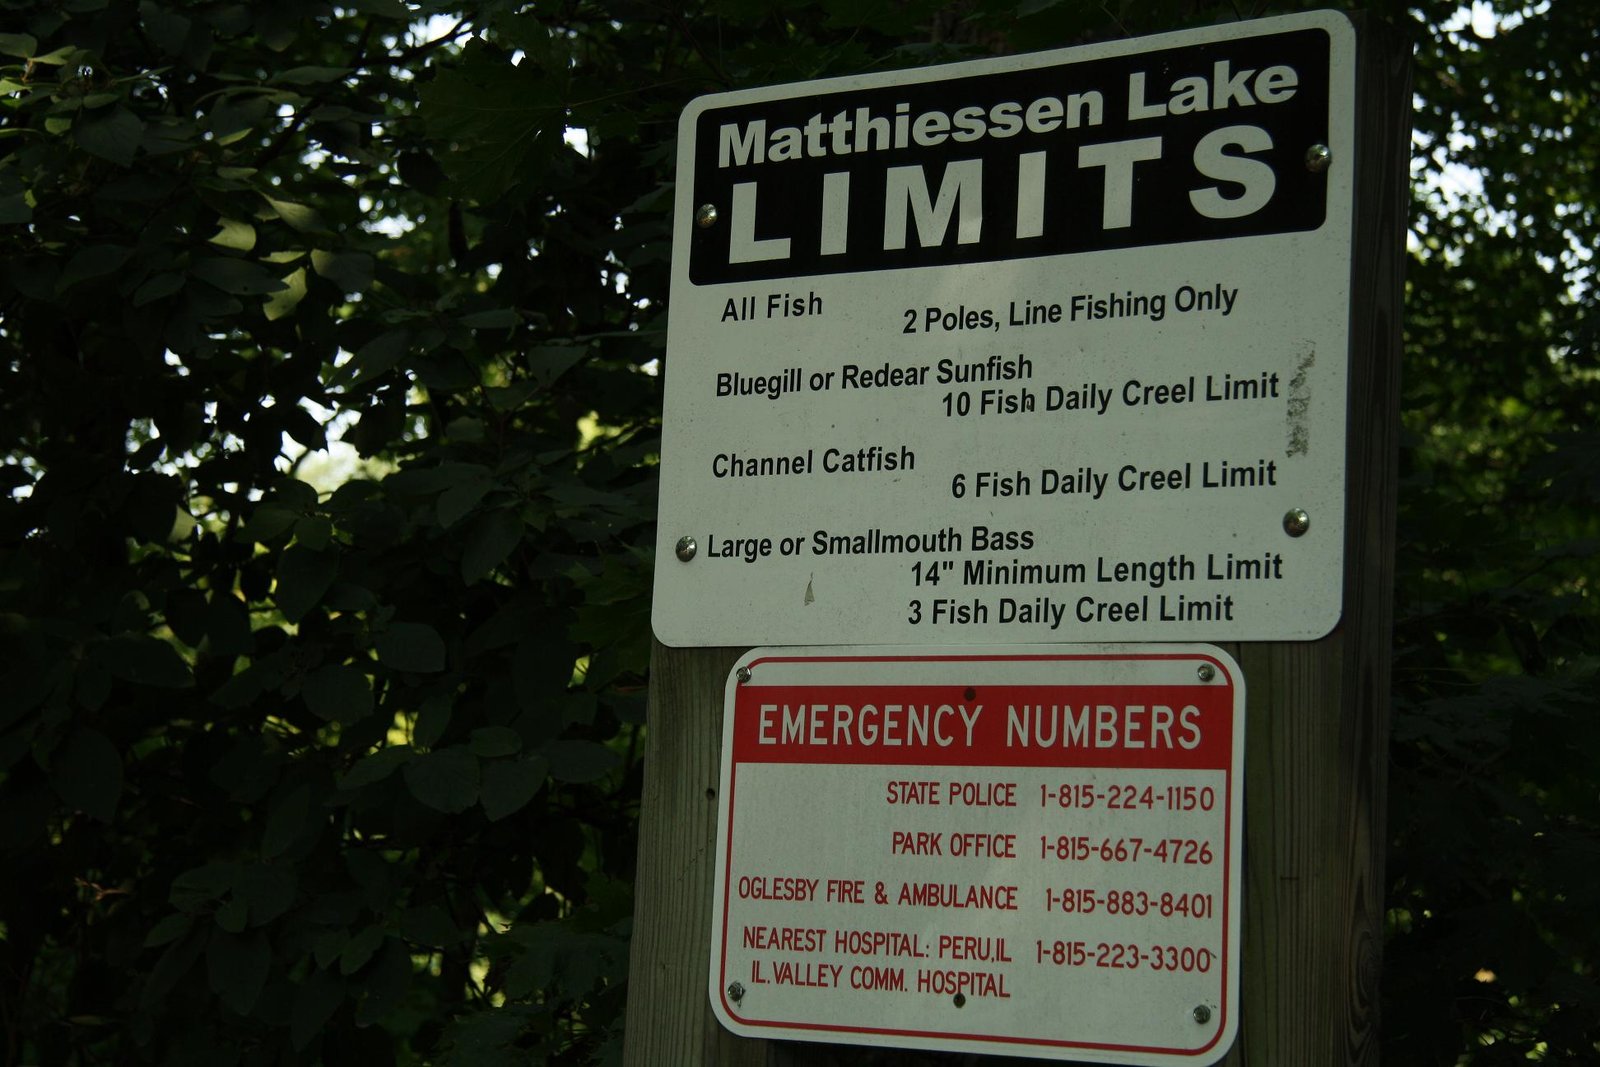 Matthiessen Lake
LIMITS
All Fish
2 Poles, Line Fishing Only
Bluegill or Redear Sunfish
10 Fish Daily Creel Limit
Channel Catfish
6 Fish Daily Creel Limit
Large or Smallmouth Bass
14" Minimum Length Limit
3 Fish Daily Creel Limit
EMERGENCY NUMBERS
STATE POLICE 1-815-224-1150
PARK OFFICE 1-815-667-4726
OGLESBY FIRE & AMBULANCE 1-815-883-8401
NEAREST HOSPITAL: PERU,IL 1-815-223-3300
IL.VALLEY COMM. HOSPITAL